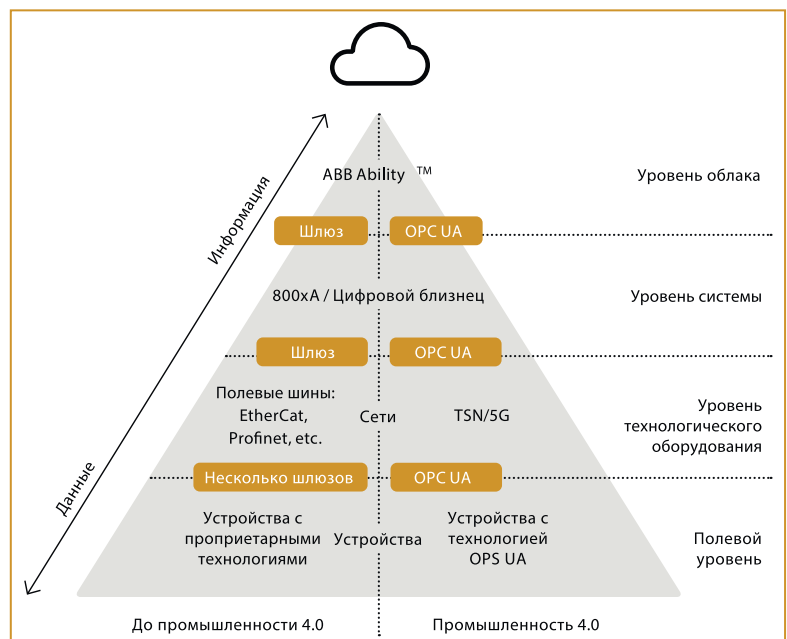 ABB Ability ™
Уровень облака
Информация
Шлюз
OPC UA
800xA / Цифровой близнец
Уровень системы
Шлюз
OPC UA
Полевые шины:
EtherCat,
Profinet, etc.
Сети
TSN/5G
Уровень
технологического
оборудования
Данные
Несколько шлюзов
OPC UA
Устройства с
проприетарными
технологиями
Устройства
Устройства с
технологией
OPS UA
Полевой
уровень
До промышленности 4.0
Промышленность 4.0